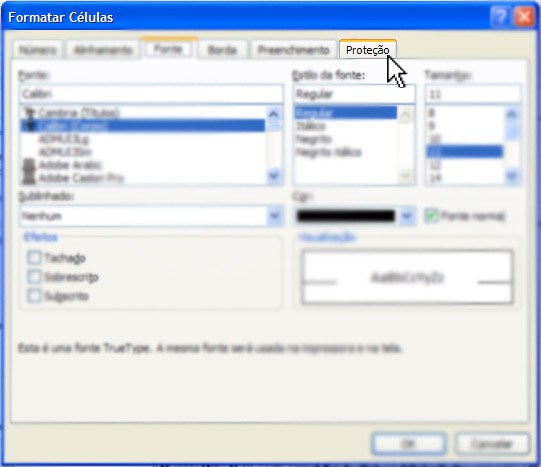 Formatar Células
Número Alinhamento Fonte Borda Preenchimento Proteção
Fonte: Estilo da fonte: Tamanho:
Calibri Regular 11
Cambria (Títulos) Regular 8
Calibri (Corpo) Itálico 9
ADMUI3Lg Negrito 10
ADMUI3Sm Negrito Itálico 11
Adobe Arabic 12
Adobe Caslon Pro 14
Sublinhado: Cor:
Nenhum Fonte normal
Efeitos Visualização
Tachado
Sobrescrito AaBbCcYyZz
Subscrito
Esta é uma fonte TrueType. A mesma fonte será usada na impressora e na tela.
OK Cancelar